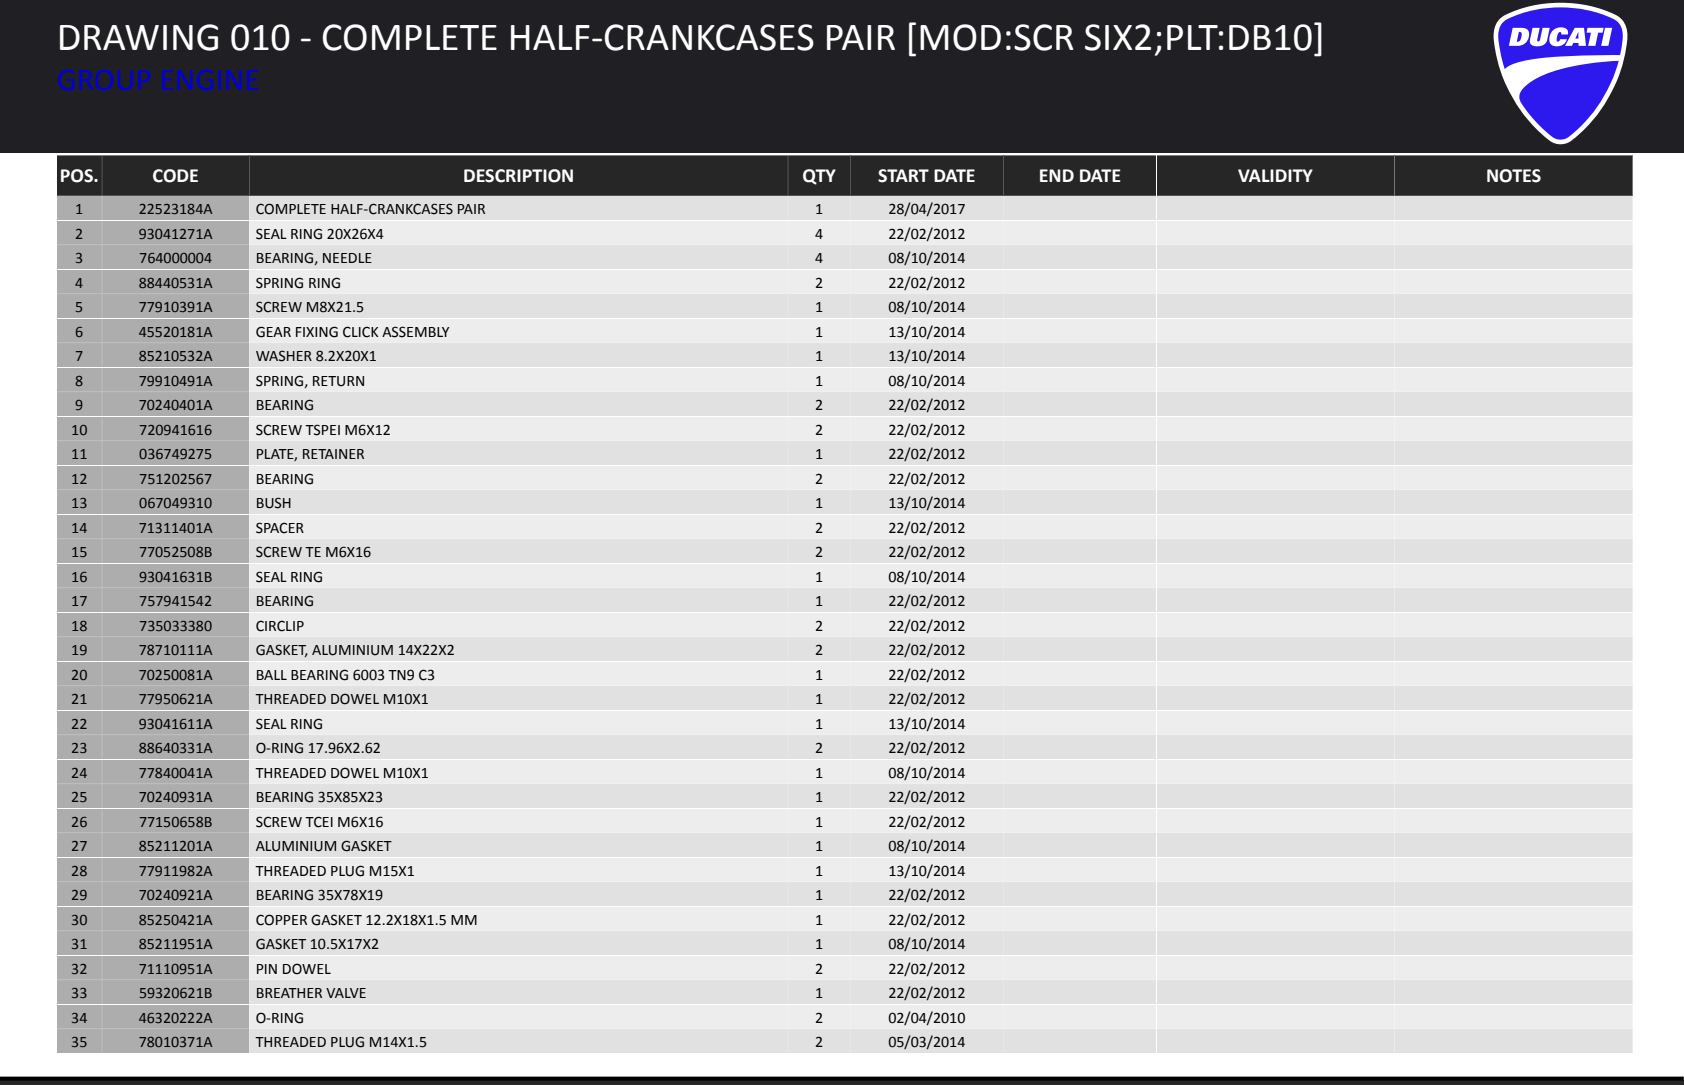 DRAWING 010 - COMPLETE HALF-CRANKCASES PAIR [MOD:SCR SIX2;PLT:DB10]
GROUP ENGINE
DUCATI
POS. CODE DESCRIPTION QTY START DATE END DATE VALIDITY NOTES
1 22523184A COMPLETE HALF-CRANKCASES PAIR 1 28/04/2017
2 93041271A SEAL RING 20X26X4 4 22/02/2012
3 764000004 BEARING, NEEDLE 4 08/10/2014
4 88440531A SPRING RING 2 22/02/2012
5 77910391A SCREW M8X21.5 1 08/10/2014
6 45520181A GEAR FIXING CLICK ASSEMBLY 1 13/10/2014
7 85210532A WASHER 8.2X20X1 1 13/10/2014
8 79910491A SPRING, RETURN 1 08/10/2014
9 70240401A BEARING 2 22/02/2012
10 720941616 SCREW TSPEI M6X12 2 22/02/2012
11 036749275 PLATE, RETAINER 1 22/02/2012
12 751202567 BEARING 2 22/02/2012
13 067049310 BUSH 1 13/10/2014
14 71311401A SPACER 2 22/02/2012
15 77052508B SCREW TE M6X16 2 22/02/2012
16 93041631B SEAL RING 1 08/10/2014
17 757941542 BEARING 1 22/02/2012
18 735033380 CIRCLIP 2 22/02/2012
19 78710111A GASKET, ALUMINIUM 14X22X2 2 22/02/2012
20 70250081A BALL BEARING 6003 TN9 C3 1 22/02/2012
21 77950621A THREADED DOWEL M10X1 1 22/02/2012
22 93041611A SEAL RING 1 13/10/2014
23 88640331A O-RING 17.96X2.62 2 22/02/2012
24 77840041A THREADED DOWEL M10X1 1 08/10/2014
25 70240931A BEARING 35X85X23 1 22/02/2012
26 77150658B SCREW TCEI M6X16 1 22/02/2012
27 85211201A ALUMINIUM GASKET 1 08/10/2014
28 77911982A THREADED PLUG M15X1 1 13/10/2014
29 70240921A BEARING 35X78X19 1 22/02/2012
30 85250421A COPPER GASKET 12.2X18X1.5 MM 1 22/02/2012
31 85211951A GASKET 10.5X17X2 1 08/10/2014
32 71110951A PIN DOWEL 2 22/02/2012
33 59320621B BREATHER VALVE 1 22/02/2012
34 46320222A O-RING 2 02/04/2010
35 78010371A THREADED PLUG M14X1.5 2 05/03/2014